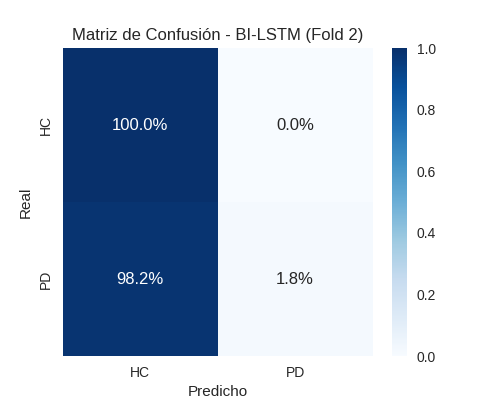 Matriz de Confusión - BI-LSTM (Fold 2)
HC
100.0%
0.0%
PD
98.2%
1.8%
Real
HC
PD
Predicho
1.0
0.8
0.6
0.4
0.2
0.0